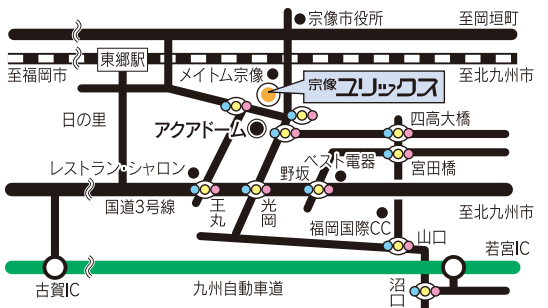 宗像市役所
至岡垣町
東郷駅
至福岡市
メイトム宗像
至北九州市
宗像 ユリックス
日の里
アクアドーム
四高大橋
レストラン・シャロン
野坂
ベスト電器
宮田橋
国道3号線
王丸
光岡
福岡国際CC
至北九州市
山口
若宮IC
古賀IC
九州自動車道
沼口